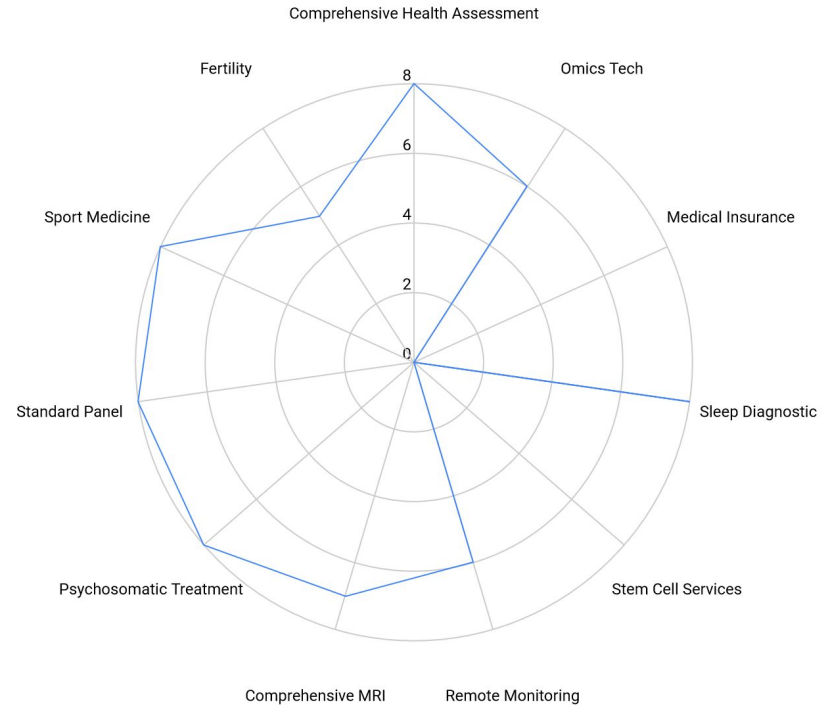 Comprehensive Health Assessment
Fertility
Omics Tech
8
6
Sport Medicine
Medical Insurance
4
2
0
Standard Panel
Sleep Diagnostic
Psychosomatic Treatment
Stem Cell Services
Comprehensive MRI
Remote Monitoring